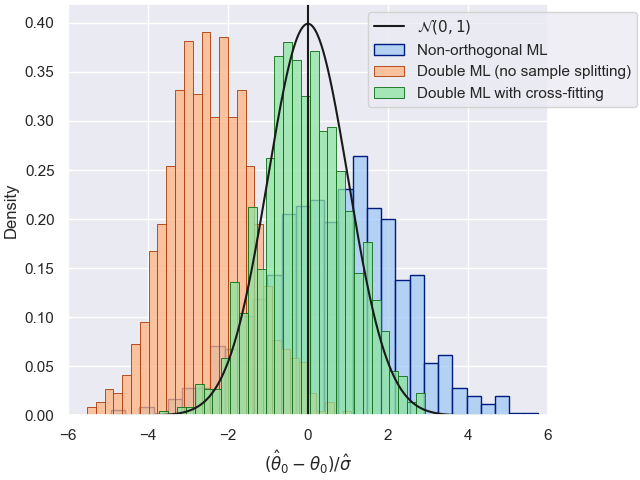 𝒩(0, 1)
Non-orthogonal ML
Double ML (no sample splitting)
Double ML with cross-fitting
Density
0.40
0.35
0.30
0.25
0.20
0.15
0.10
0.05
0.00
−6 −4 −2 0 2 4 6
(θ̂₀ − θ₀)/σ̂